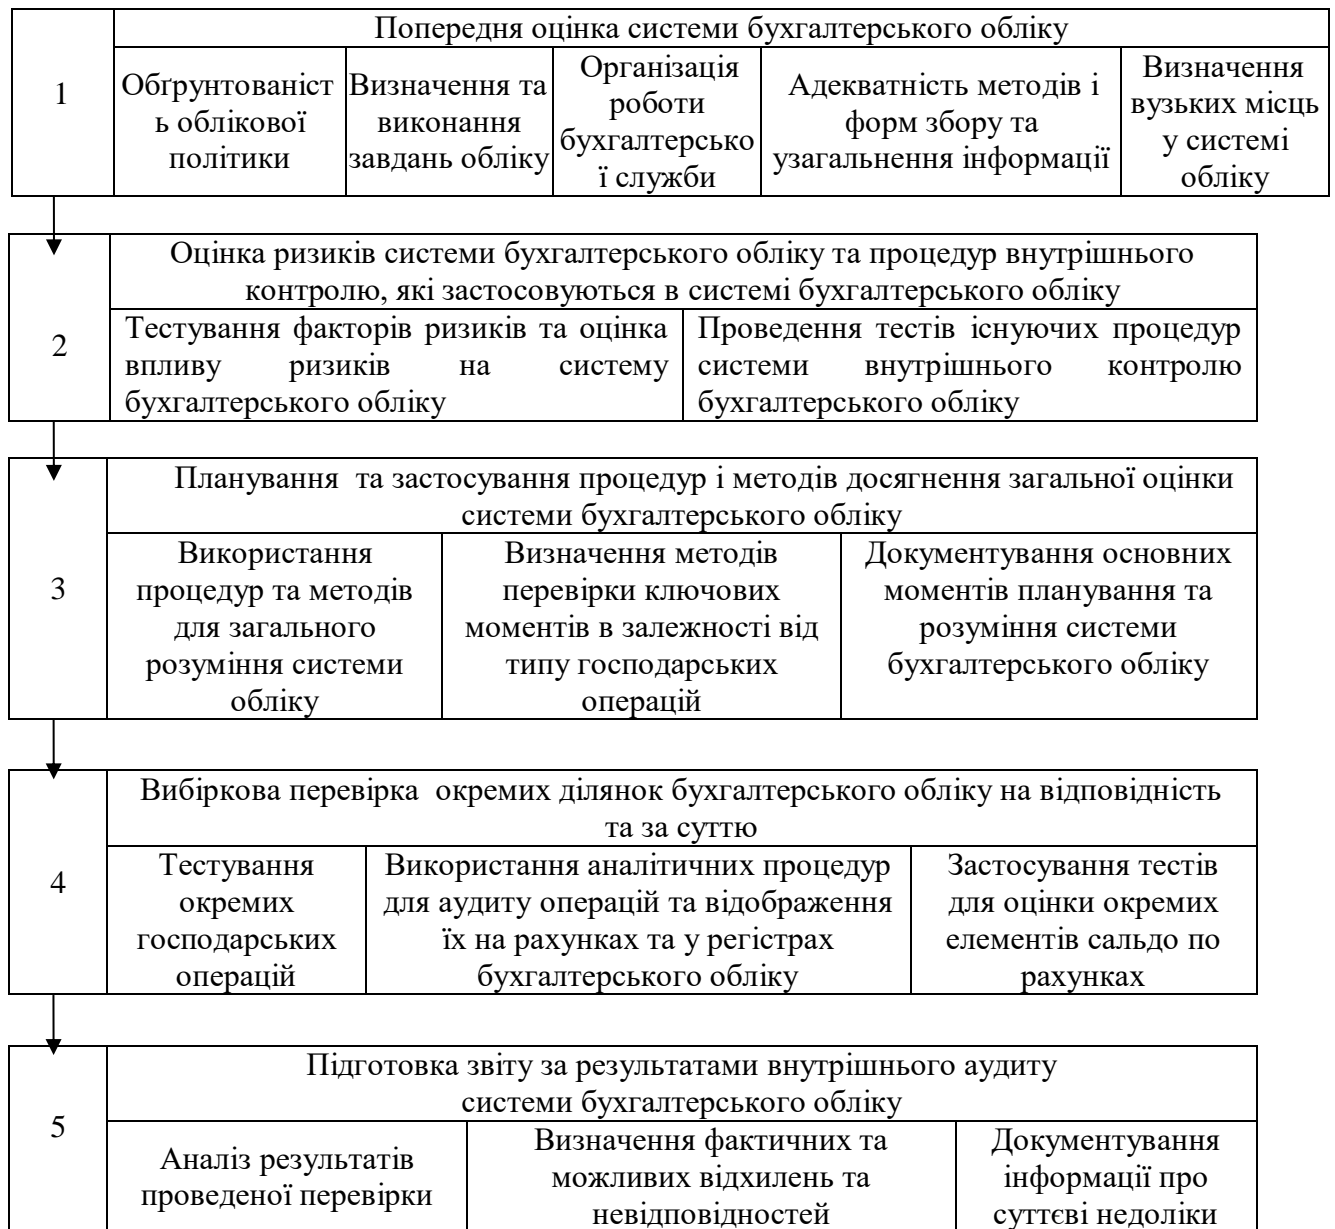 1
Попередня оцінка системи бухгалтерського обліку
Обґрунтованіст
ь облікової
політики
Визначення та
виконання
завдань обліку
Організація
роботи
бухгалтерсько
ї служби
Адекватність методів і
форм збору та
узагальнення інформації
Визначення
вузьких місць
у системі
обліку
2
Оцінка ризиків системи бухгалтерського обліку та процедур внутрішнього
контролю, які застосовуються в системі бухгалтерського обліку
Тестування факторів ризиків та оцінка
впливу ризиків на систему
бухгалтерського обліку
Проведення тестів існуючих процедур
системи внутрішнього контролю
бухгалтерського обліку
3
Планування та застосування процедур і методів досягнення загальної оцінки
системи бухгалтерського обліку
Використання
процедур та методів
для загального
розуміння системи
обліку
Визначення методів
перевірки ключових
моментів в залежності від
типу господарських
операцій
Документування основних
моментів планування та
розуміння системи
бухгалтерського обліку
4
Вибіркова перевірка окремих ділянок бухгалтерського обліку на відповідність
та за суттю
Тестування
окремих
господарських
операцій
Використання аналітичних процедур
для аудиту операцій та відображення
їх на рахунках та у регістрах
бухгалтерського обліку
Застосування тестів
для оцінки окремих
елементів сальдо по
рахунках
5
Підготовка звіту за результатами внутрішнього аудиту
системи бухгалтерського обліку
Аналіз результатів
проведеної перевірки
Визначення фактичних та
можливих відхилень та
невідповідностей
Документування
інформації про
суттєві недоліки